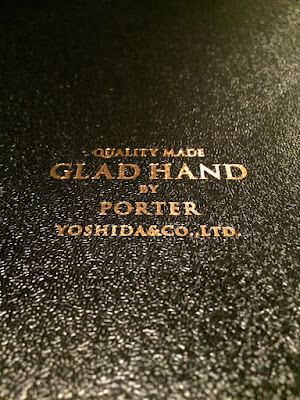 QUALITY MADE
GLAD HAND
BY
PORTER
YOSHIDA&CO.,LTD.